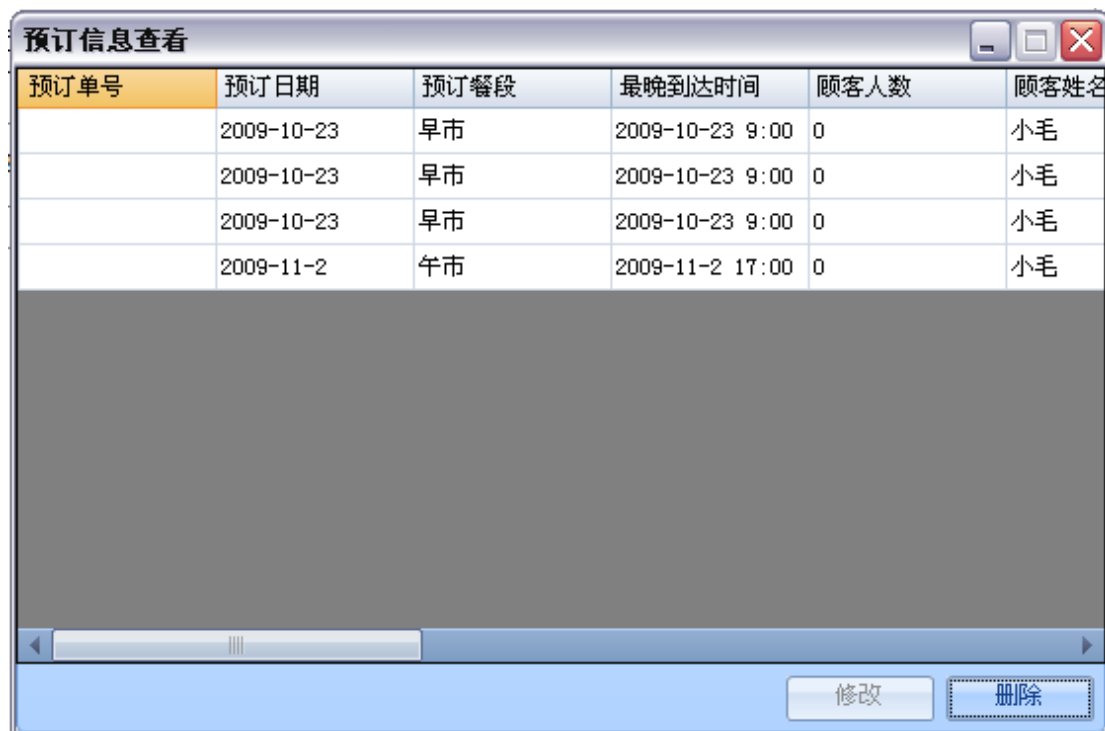 预订信息查看
预订单号 预订日期 预订餐段 最晚到达时间 顾客人数 顾客姓名
2009-10-23 早市 2009-10-23 9:00 0 小毛
2009-10-23 早市 2009-10-23 9:00 0 小毛
2009-10-23 早市 2009-10-23 9:00 0 小毛
2009-11-2 午市 2009-11-2 17:00 0 小毛
修改 删除